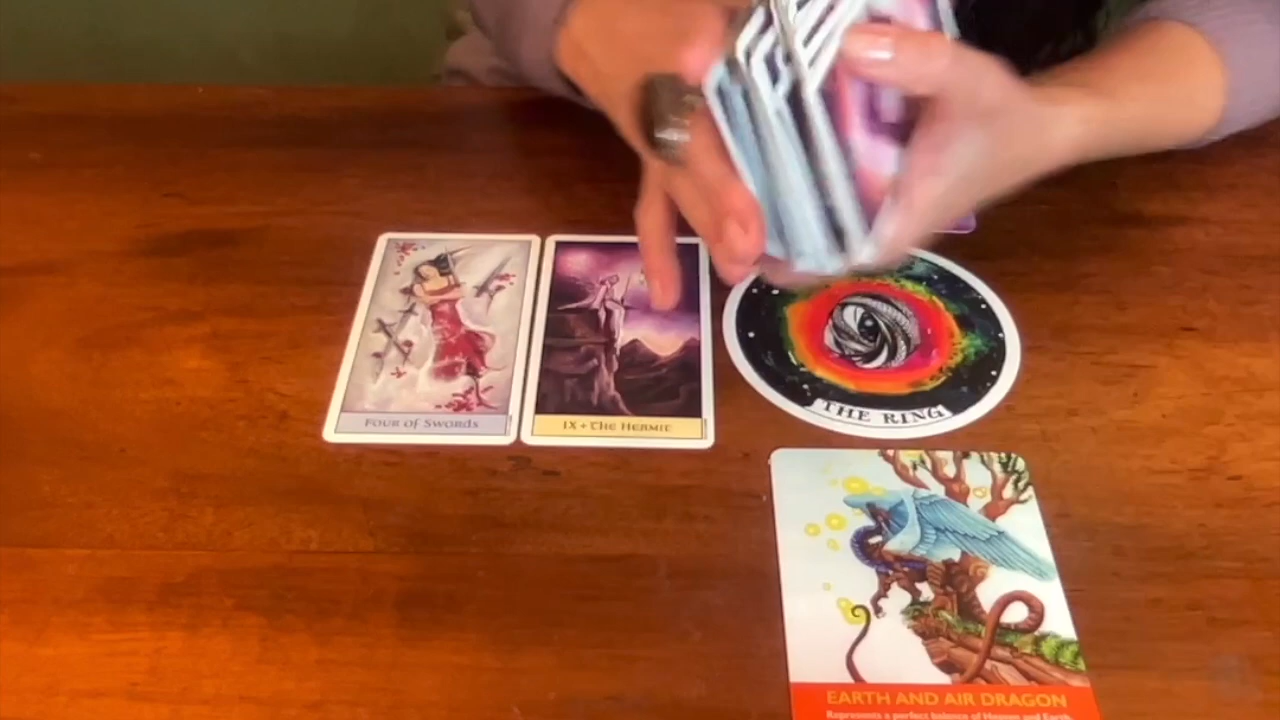 Four of Swords
IX + The Hermit
THE RING
EARTH AND AIR DRAGON
Represents a perfect balance of Heaven and Earth